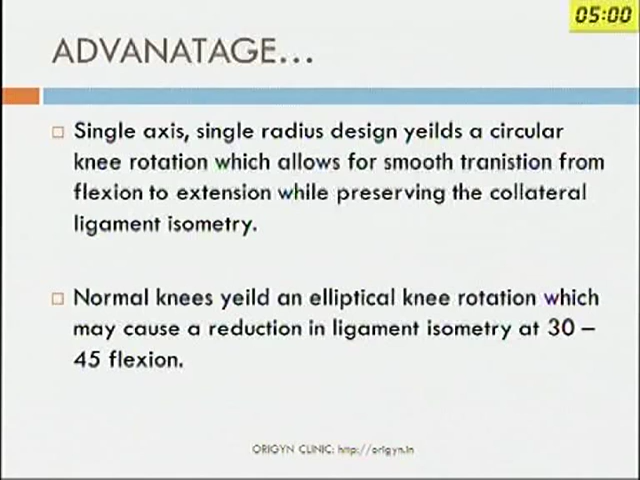 05:00
ADVANATAGE...
Single axis, single radius design yeilds a circular
knee rotation which allows for smooth tranistion from
flexion to extension while preserving the collateral
ligament isometry.
Normal knees yeild an elliptical knee rotation which
may cause a reduction in ligament isometry at 30 –
45 flexion.
ORIGYN CLINIC: http://origyn.in